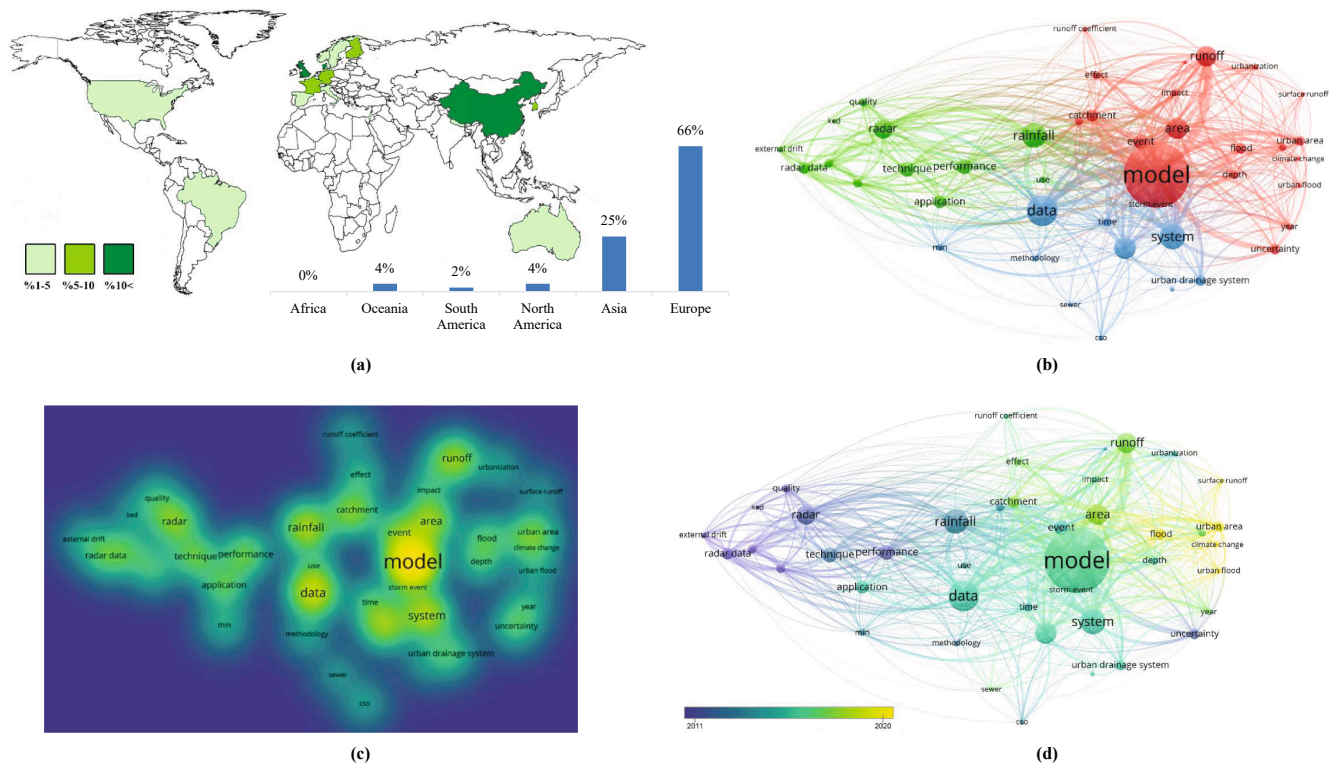 66%
25%
4%
2%
4%
0%
%1-5 %5-10 %10<
Africa Oceania South America North America Asia Europe
(a)
runoff coefficient
runoff
urbanization
effect
impact
surface runoff
quality
catchment
ked
radar
rainfall
event
area
urban area
external drift
flood
climate change
radar data
technique
performance
use
model
depth
urban flood
application
storm event
data
time
system
year
min
methodology
uncertainty
urban drainage system
sewer
cso
(b)
runoff coefficient
runoff
urbanization
effect
impact
surface runoff
quality
catchment
ked
radar
rainfall
event
area
urban area
external drift
flood
climate change
radar data
technique
performance
use
model
depth
urban flood
application
storm event
data
time
system
year
min
methodology
uncertainty
urban drainage system
sewer
cso
(c)
runoff coefficient
runoff
urbanization
effect
impact
surface runoff
quality
catchment
ked
radar
rainfall
event
area
urban area
external drift
flood
climate change
radar data
technique
performance
use
model
depth
urban flood
application
storm event
data
time
system
year
min
methodology
uncertainty
urban drainage system
sewer
cso
2011 2020
(d)